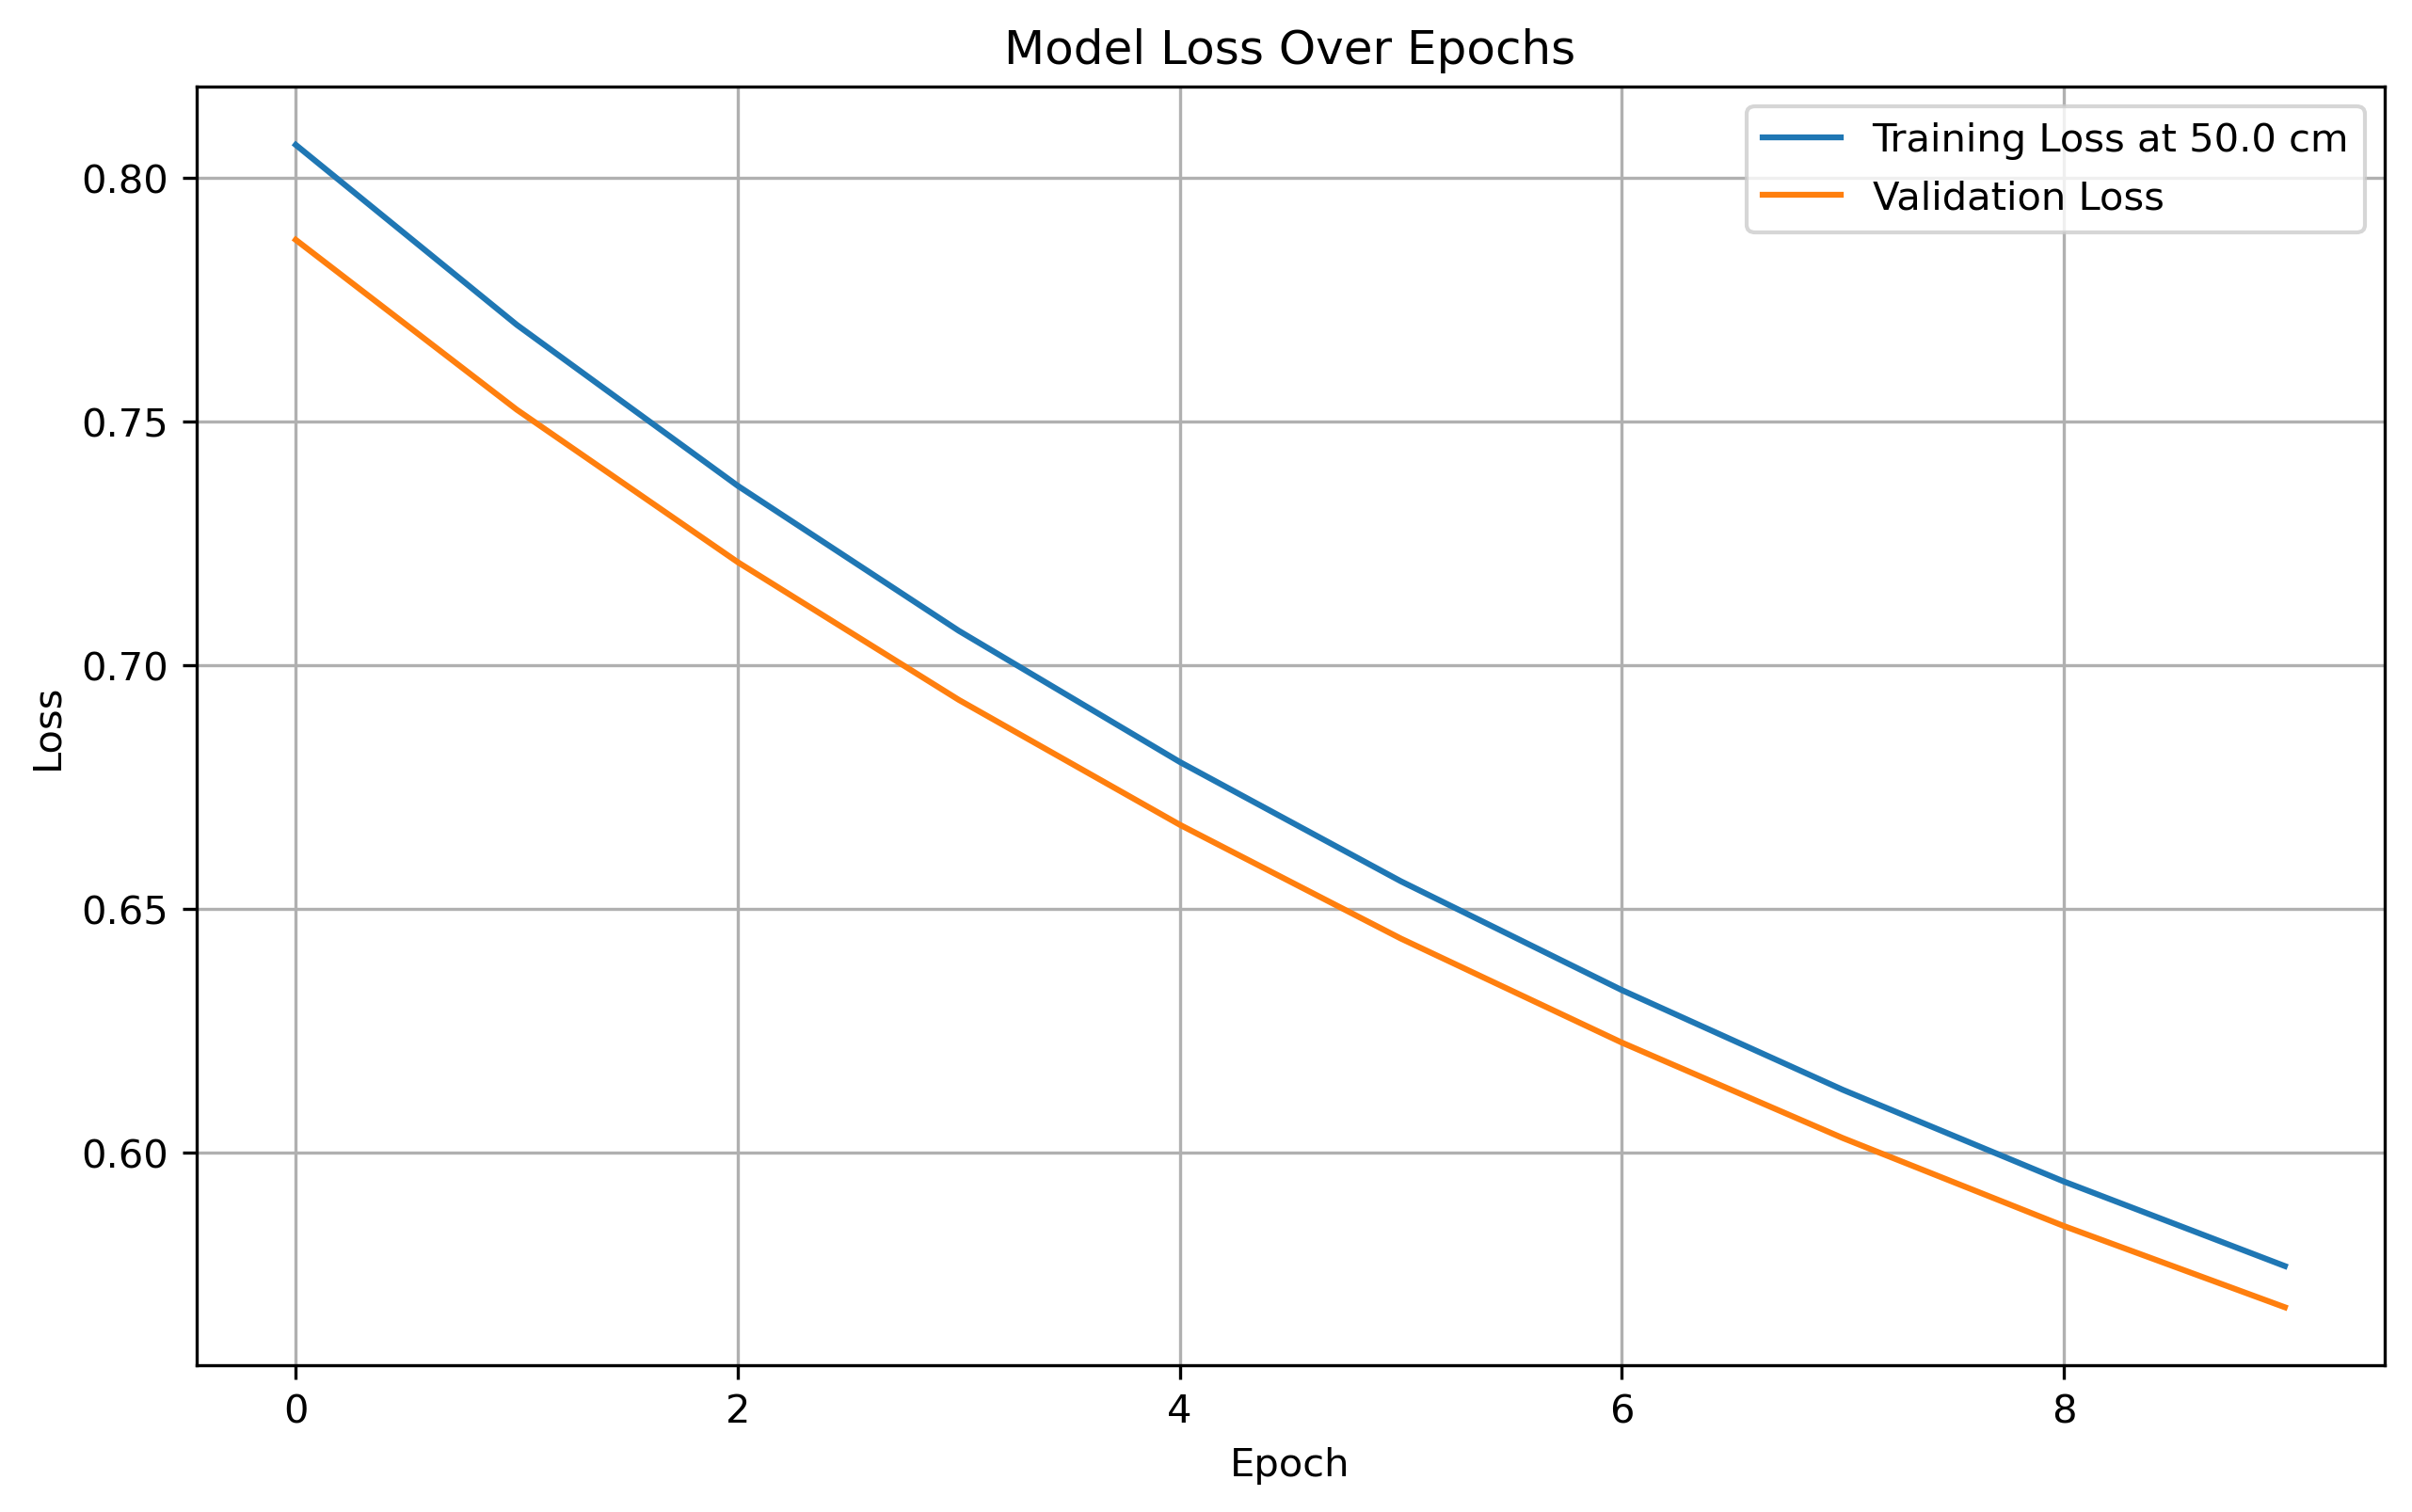 Model Loss Over Epochs
Training Loss at 50.0 cm
Validation Loss
0.80
0.75
0.70
0.65
0.60
Loss
0 2 4 6 8
Epoch